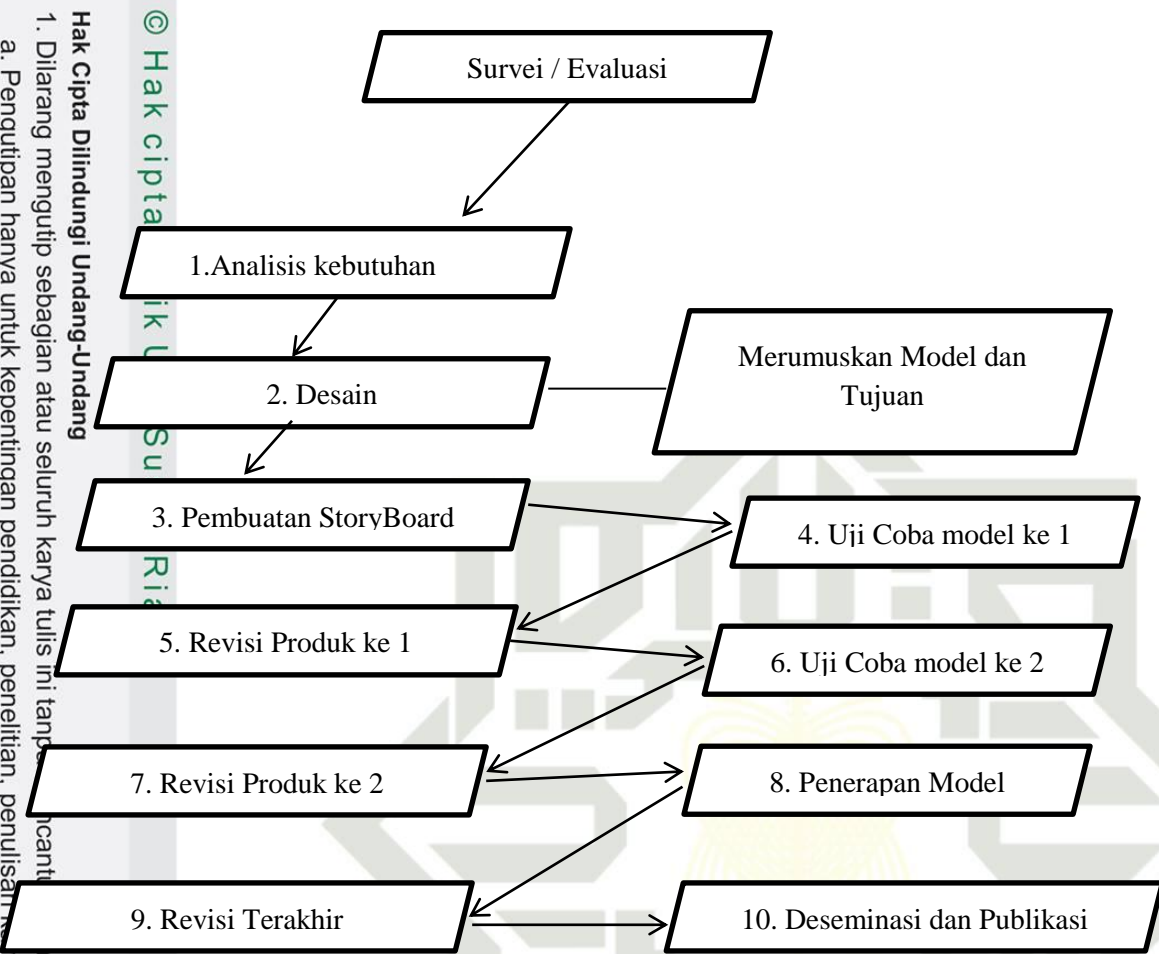 Survei / Evaluasi
1.Analisis kebutuhan
2. Desain
Merumuskan Model dan
Tujuan
3. Pembuatan StoryBoard
4. Uji Coba model ke 1
5. Revisi Produk ke 1
6. Uji Coba model ke 2
7. Revisi Produk ke 2
8. Penerapan Model
9. Revisi Terakhir
10. Deseminasi dan Publikasi
© Hak cipta
Hak Cipta Dilindungi Undang-Undang
1. Dilarang mengutip sebagian atau seluruh karya tulis ini
a. Pengutipan hanya untuk kepentingan pendidikan, penelitian, penulisan